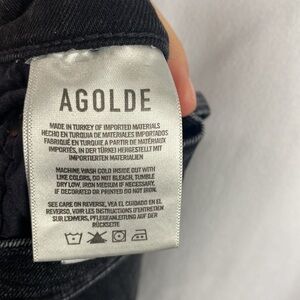 AGOLDE
MADE IN TURKEY OF IMPORTED MATERIALS
HECHO EN TURQUIA DE MATERIALES IMPORTADOS
FABRIQUÉ EN TURQUIE A PARTIR DE MATÉRIAUX
IMPORTÉS, IN DER TÜRKEI HERGESTELLT MIT
IMPORTIERTEN MATERIALIEN
MACHINE WASH COLD INSIDE OUT WITH
LIKE COLORS, DO NOT BLEACH, TUMBLE
DRY LOW, IRON MEDIUM IF NECESSARY,
IF DECORATED OR PRINTED DO NOT IRON.
SEE CARE ON REVERSE, VEA EL CUIDADO EN EL
REVERSO, VOIR LES INSTRUCTIONS D'ENTRETIEN
SUR L'ENVERS, PFLEGEANLEITUNG AUF DER
RÜCKSEITE